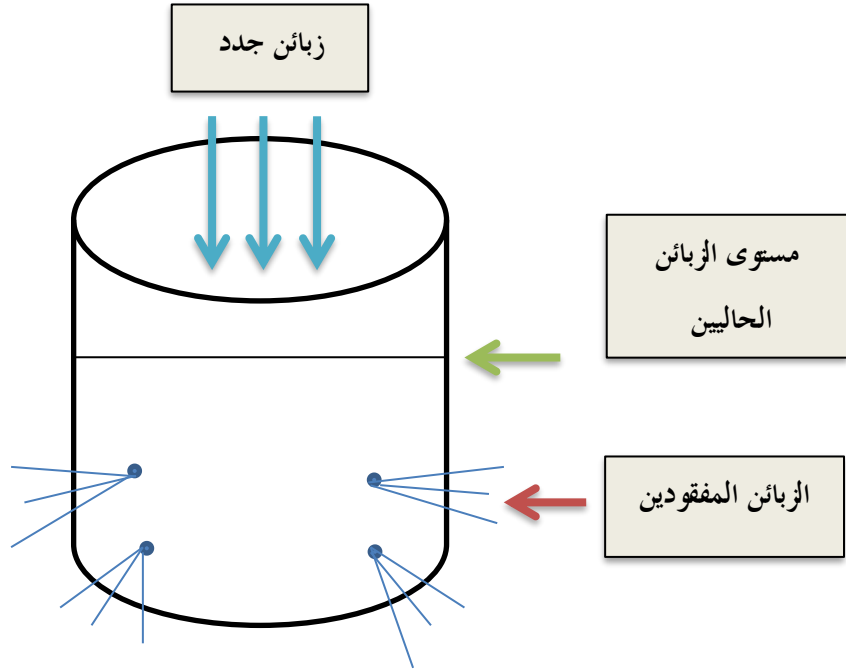 زبائن جدد
مستوى الزبائن
الحاليين
الزبائن المفقودين